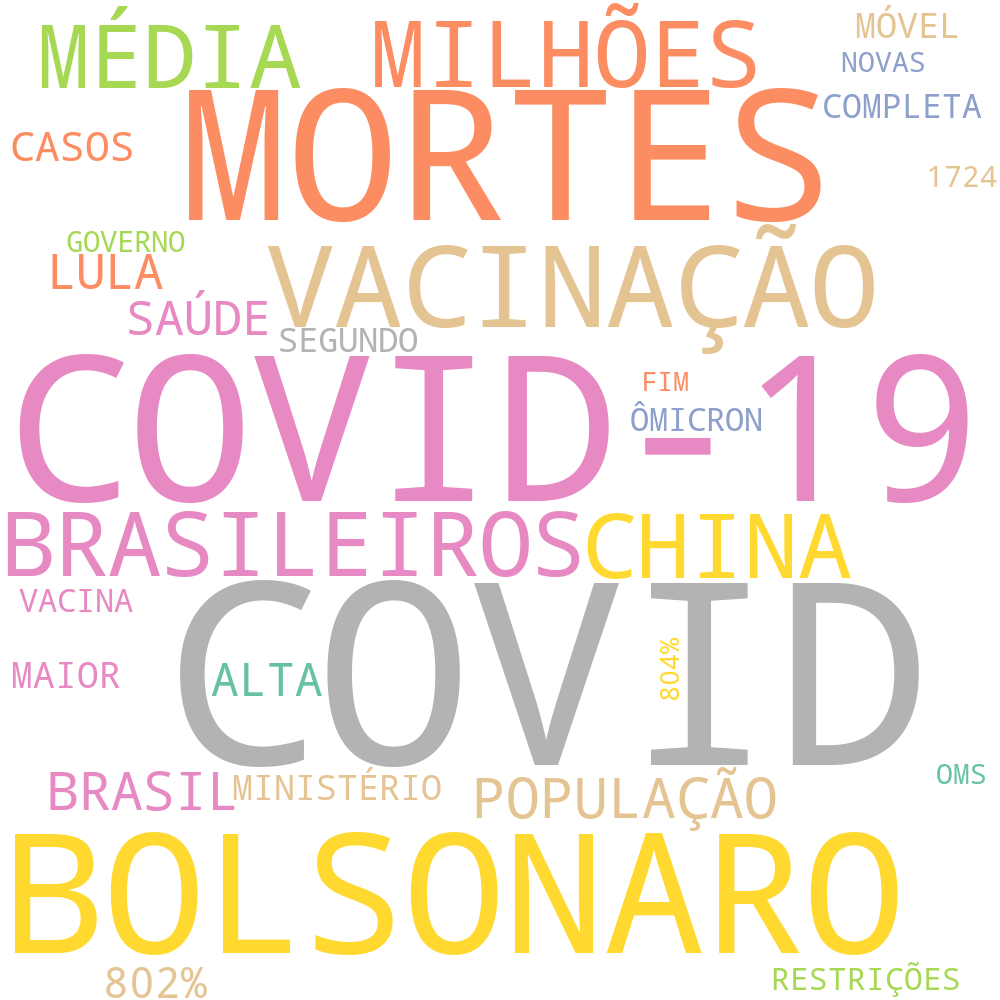 MÉDIA
MILHÕES
MÓVEL
NOVAS
COMPLETA
MORTES
CASOS
1724
GOVERNO
LULA
VACINAÇÃO
SAÚDE
SEGUNDO
COVID-19
FIM
ÔMICRON
BRASILEIROS
CHINA
VACINA
COVID
804%
MAIOR
ALTA
BRASIL
MINISTÉRIO
POPULAÇÃO
OMS
BOLSONARO
802%
RESTRIÇÕES